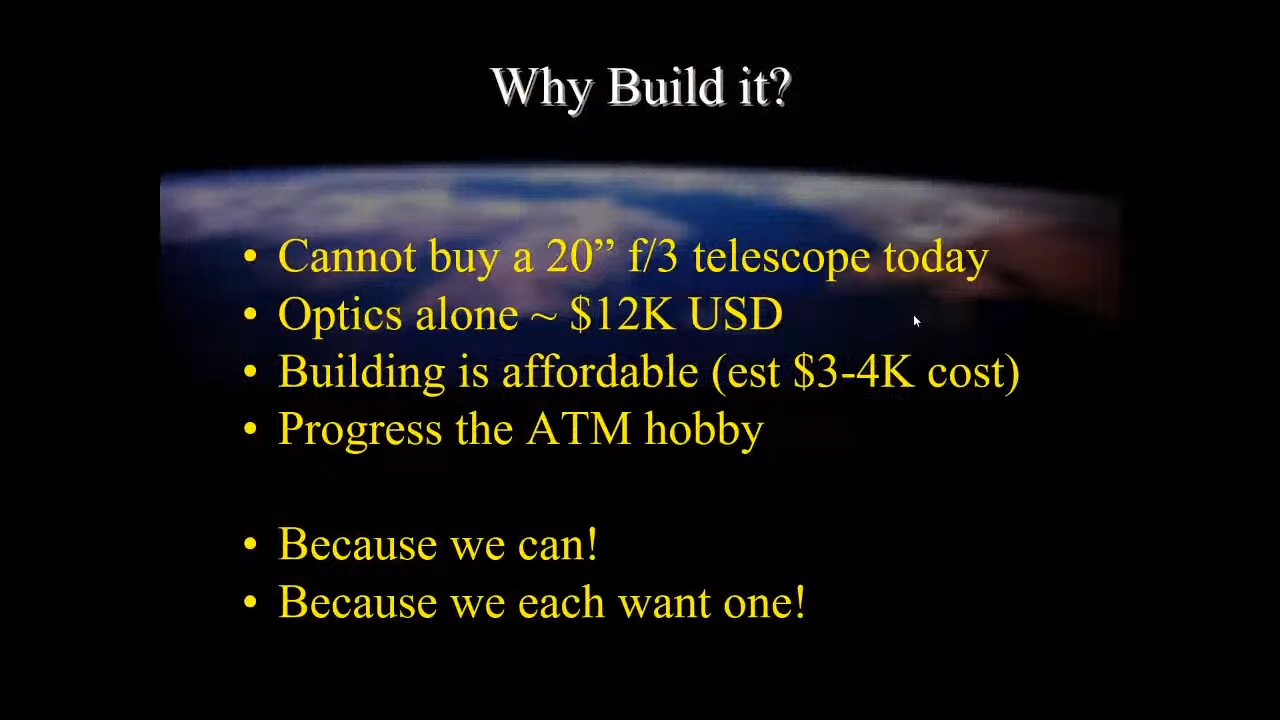 Why Build it?
• Cannot buy a 20” f/3 telescope today
• Optics alone ~ $12K USD
• Building is affordable (est $3-4K cost)
• Progress the ATM hobby
• Because we can!
• Because we each want one!